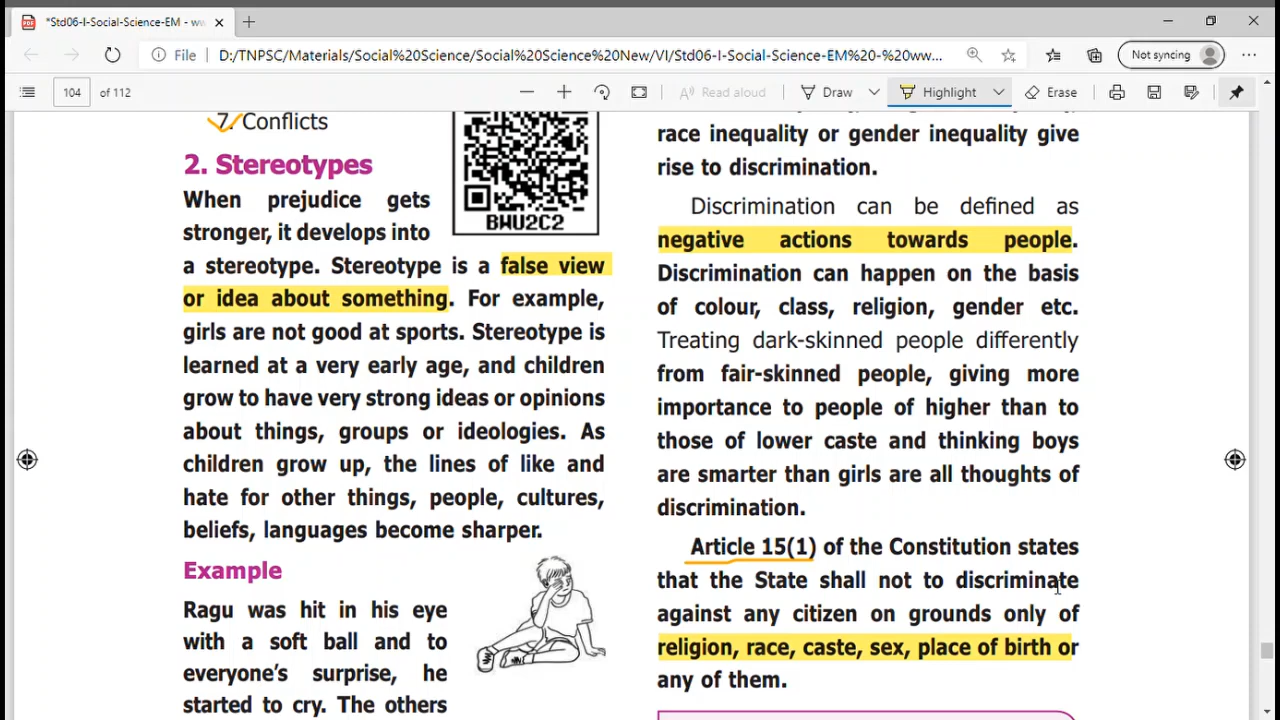 *Std06-I-Social-Science-EM - ww
File
D:/TNPSC/Materials/Social%20Science/Social%20Science%20New/VI/Std06-I-Social-Science-EM%20-%20ww...
Not syncing
104 of 112
Read aloud
Draw
Highlight
Erase
7. Conflicts
2. Stereotypes
When prejudice gets
stronger, it develops into
a stereotype. Stereotype is a false view
or idea about something. For example,
girls are not good at sports. Stereotype is
learned at a very early age, and children
grow to have very strong ideas or opinions
about things, groups or ideologies. As
children grow up, the lines of like and
hate for other things, people, cultures,
beliefs, languages become sharper.
BWU2C2
Example
Ragu was hit in his eye
with a soft ball and to
everyone's surprise, he
started to cry. The others
race inequality or gender inequality give
rise to discrimination.
Discrimination can be defined as
negative actions towards people.
Discrimination can happen on the basis
of colour, class, religion, gender etc.
Treating dark-skinned people differently
from fair-skinned people, giving more
importance to people of higher than to
those of lower caste and thinking boys
are smarter than girls are all thoughts of
discrimination.
Article 15(1) of the Constitution states
that the State shall not to discriminate
against any citizen on grounds only of
religion, race, caste, sex, place of birth or
any of them.